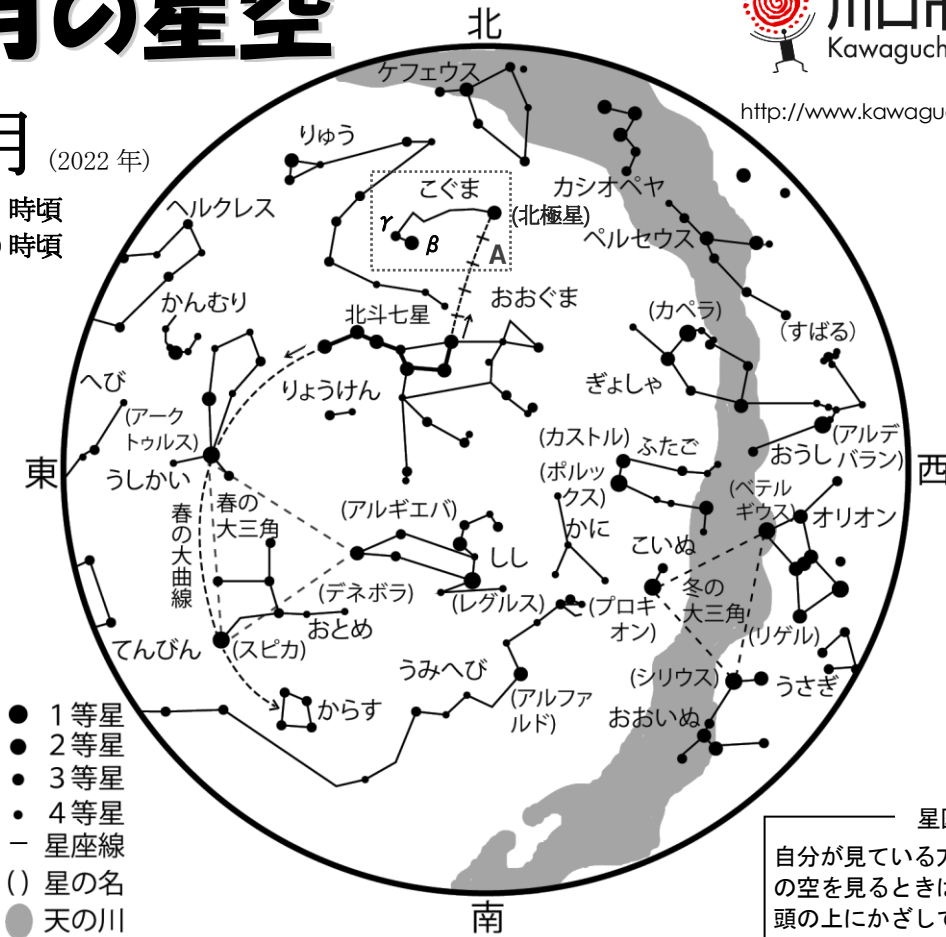 月の星空
北
川口市
Kawaguch
http://www.kawagu
月 (2022 年)
時頃
時頃
ケフェウス
りゅう
こぐま
(北極星)
γ
β
A
カシオペヤ
ペルセウス
ヘルクレス
かんむり
北斗七星
おおぐま
(カペラ)
(すばる)
へび
りょうけん
ぎょしゃ
(アーク
トゥルス)
うしかい
(カストル)
ふたご
(ポルッ
クス)
おうし
(アルデ
バラン)
東
西
春の
大三角
春の大曲線
(アルギエバ)
しし
かに
(ベテル
ギウス)
オリオン
こいぬ
(デネボラ)
(レグルス)
(プロキ
オン)
冬の
大三角
(リゲル)
おとめ
てんびん
(スピカ)
うみへび
(アルファ
ルド)
(シリウス)
うさぎ
おおいぬ
からす
1等星
2等星
3等星
4等星
星座線
() 星の名
天の川
南
星図
自分が見ている方
の空を見るときは
頭の上にかざして